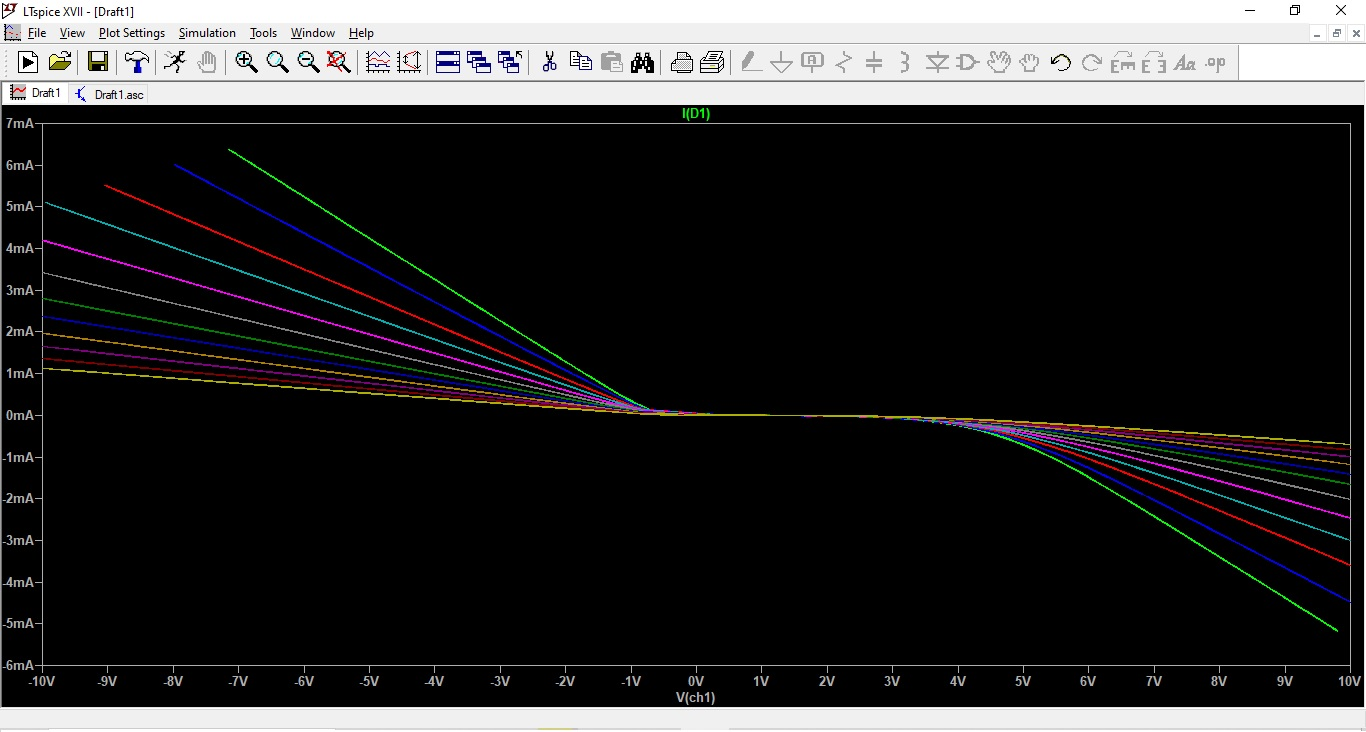 LTspice XVII - [Draft1]
File View Plot Settings Simulation Tools Window Help
Draft1 Draft1.asc
I(D1)
7mA
6mA
5mA
4mA
3mA
2mA
1mA
0mA
-1mA
-2mA
-3mA
-4mA
-5mA
-6mA
-10V -9V -8V -7V -6V -5V -4V -3V -2V -1V 0V 1V 2V 3V 4V 5V 6V 7V 8V 9V 10V
V(ch1)